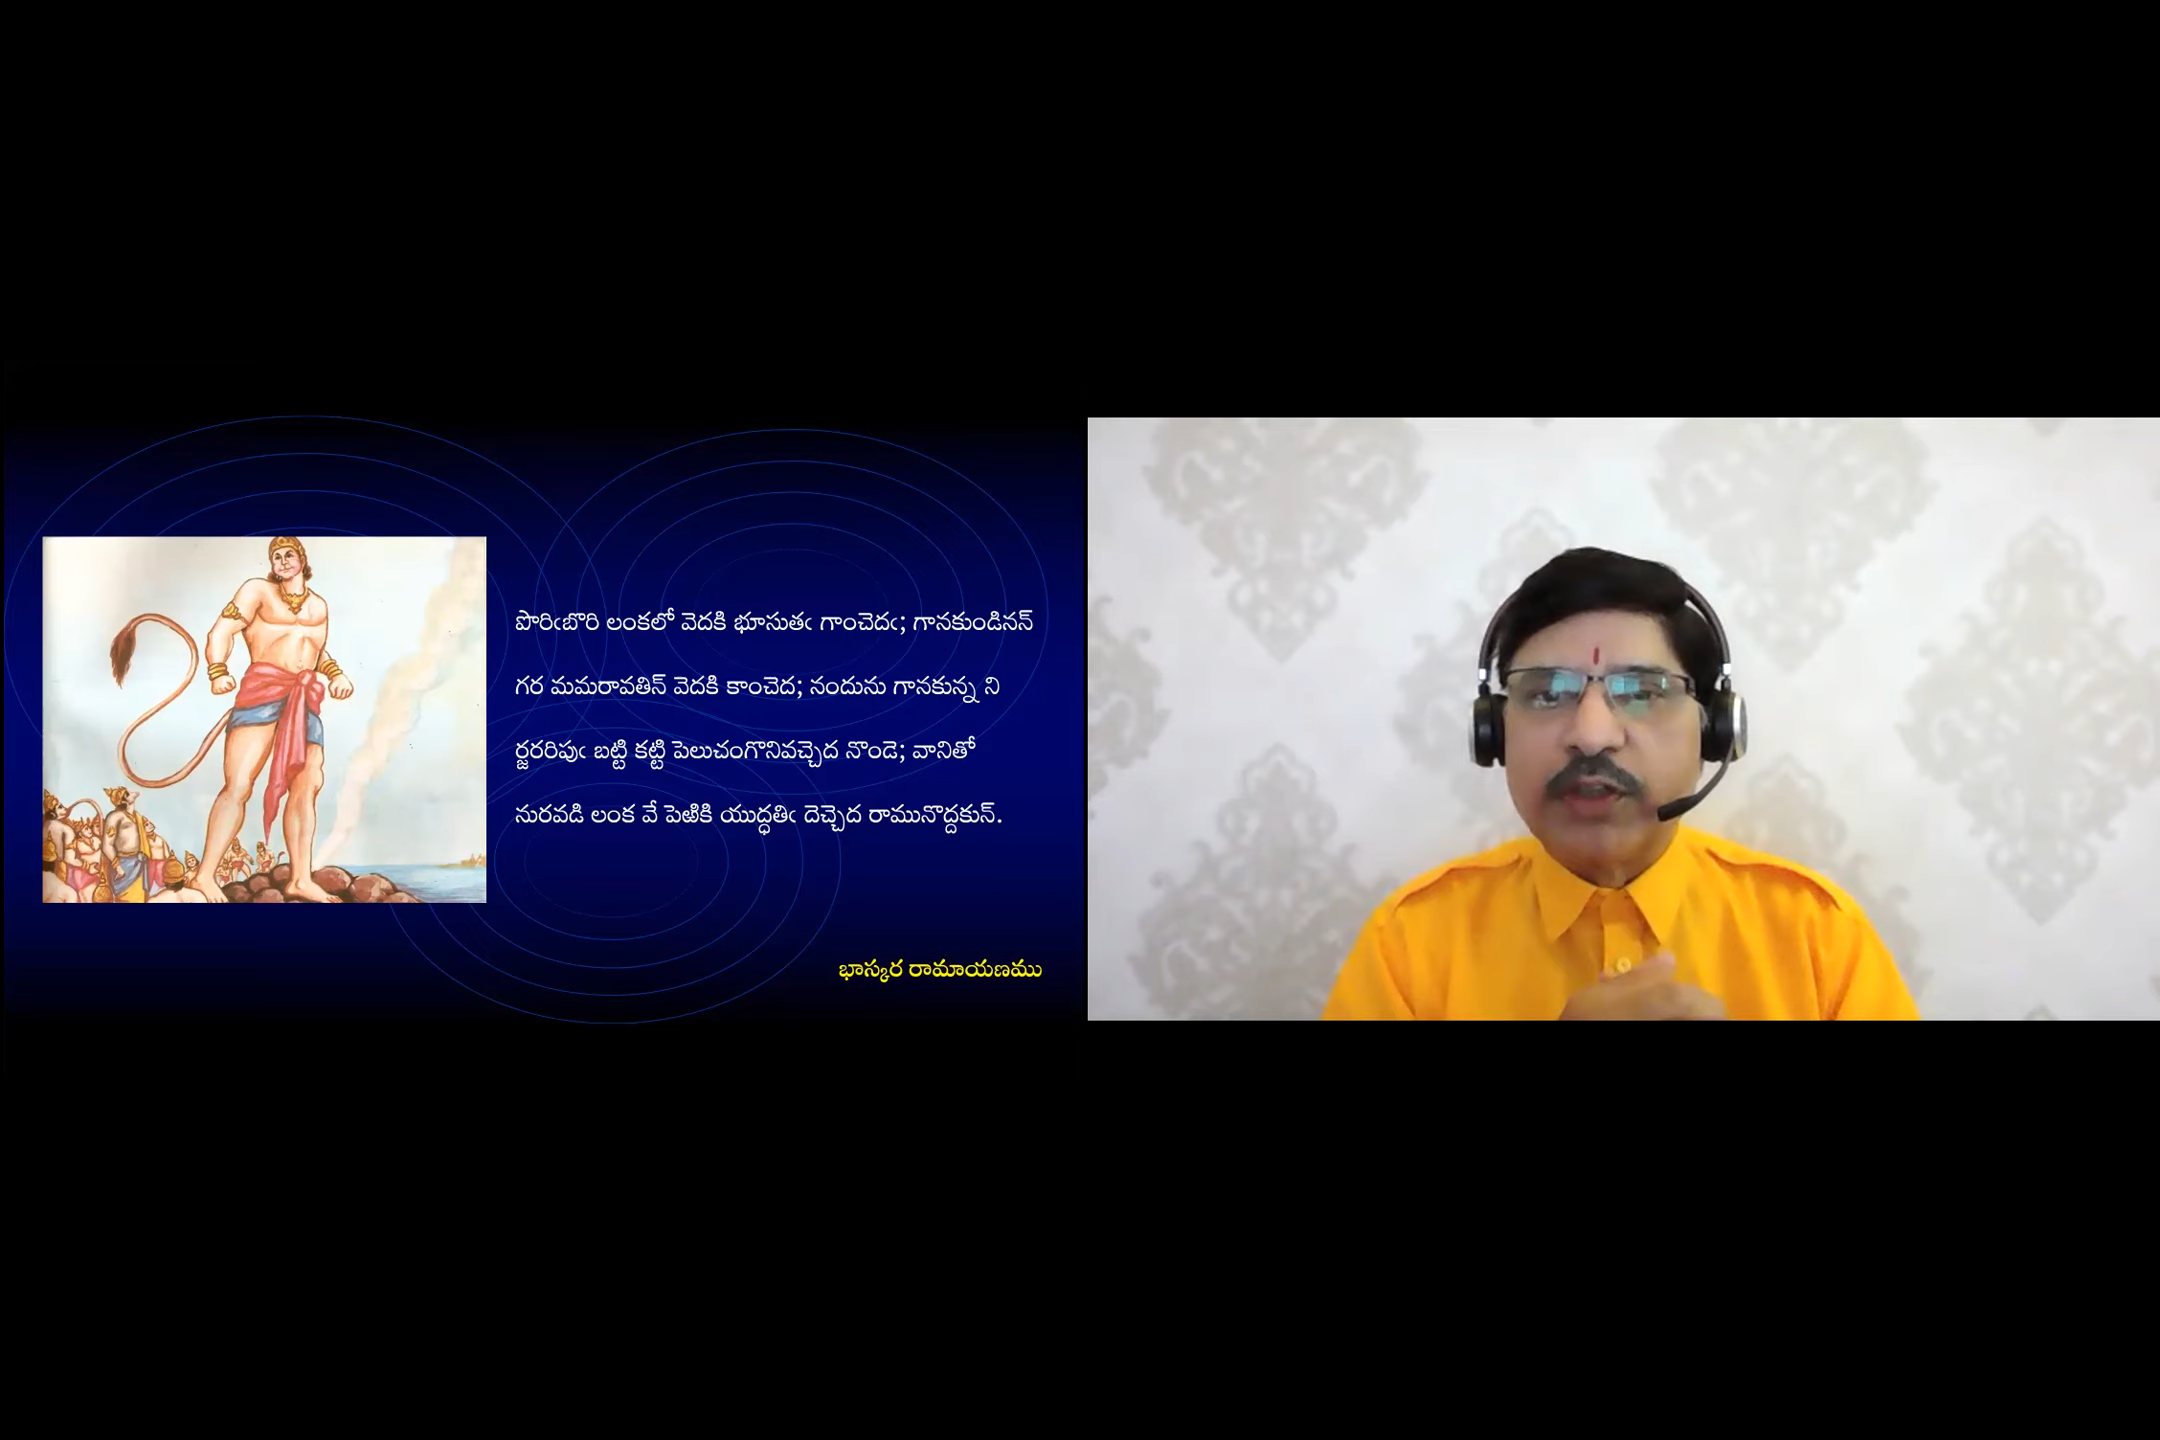 పొరిఁబొరి లంకలో వెదకి భూసుతఁ గాంచెదఁ; గానకుండినన్
గర మమరావతిన్ వెదకి కాంచెద; నందును గానకున్న ని
ర్జరరిపుఁ బట్టి కట్టి పెలుచంగొనివచ్చెద నొండె; వానితో
నురవడి లంక వే పెఱికి యుద్ధతిఁ దెచ్చెద రామునొద్దకున్.
భాస్కర రామాయణము